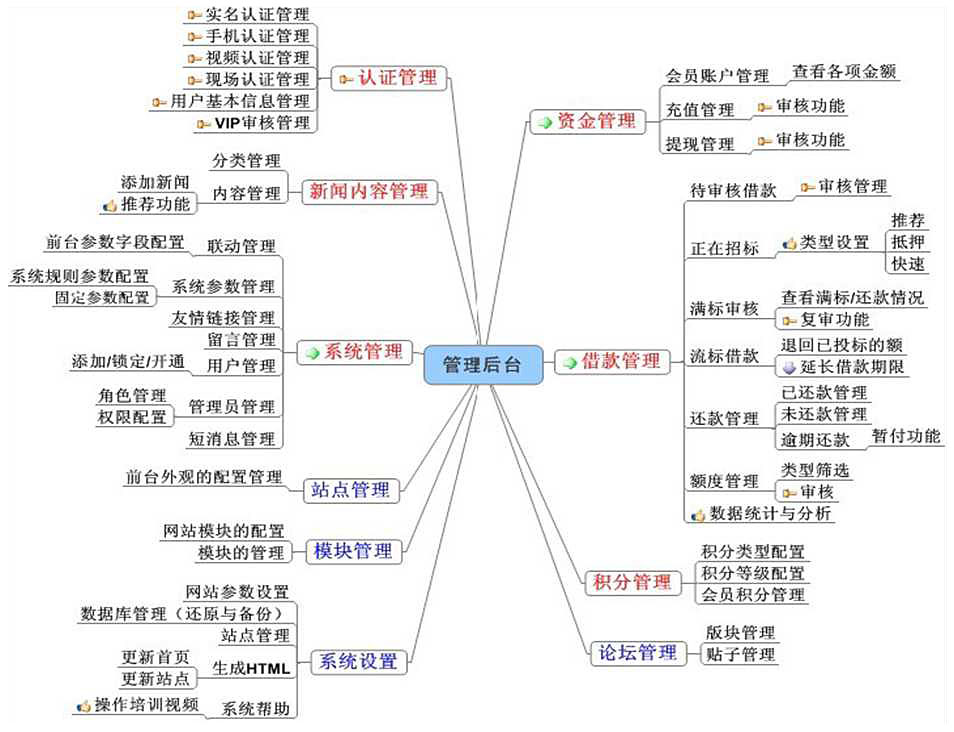 管理后台
认证管理
实名认证管理
手机认证管理
视频认证管理
现场认证管理
用户基本信息管理
VIP审核管理
新闻内容管理
分类管理
内容管理
添加新闻
推荐功能
系统管理
联动管理
前台参数字段配置
系统参数管理
系统规则参数配置
固定参数配置
友情链接管理
留言管理
用户管理
添加/锁定/开通
管理员管理
角色管理
权限配置
短消息管理
站点管理
前台外观的配置管理
模块管理
网站模块的配置
模块的管理
系统设置
网站参数设置
数据库管理（还原与备份）
站点管理
生成HTML
更新首页
更新站点
系统帮助
操作培训视频
资金管理
会员账户管理
查看各项金额
充值管理
审核功能
提现管理
审核功能
借款管理
待审核借款
审核管理
正在招标
类型设置
推荐
抵押
快速
满标审核
查看满标/还款情况
复审功能
流标借款
退回已投标的额
延长借款期限
还款管理
已还款管理
未还款管理
逾期还款
暂付功能
额度管理
类型筛选
审核
数据统计与分析
积分管理
积分类型配置
积分等级配置
会员积分管理
论坛管理
版块管理
贴子管理